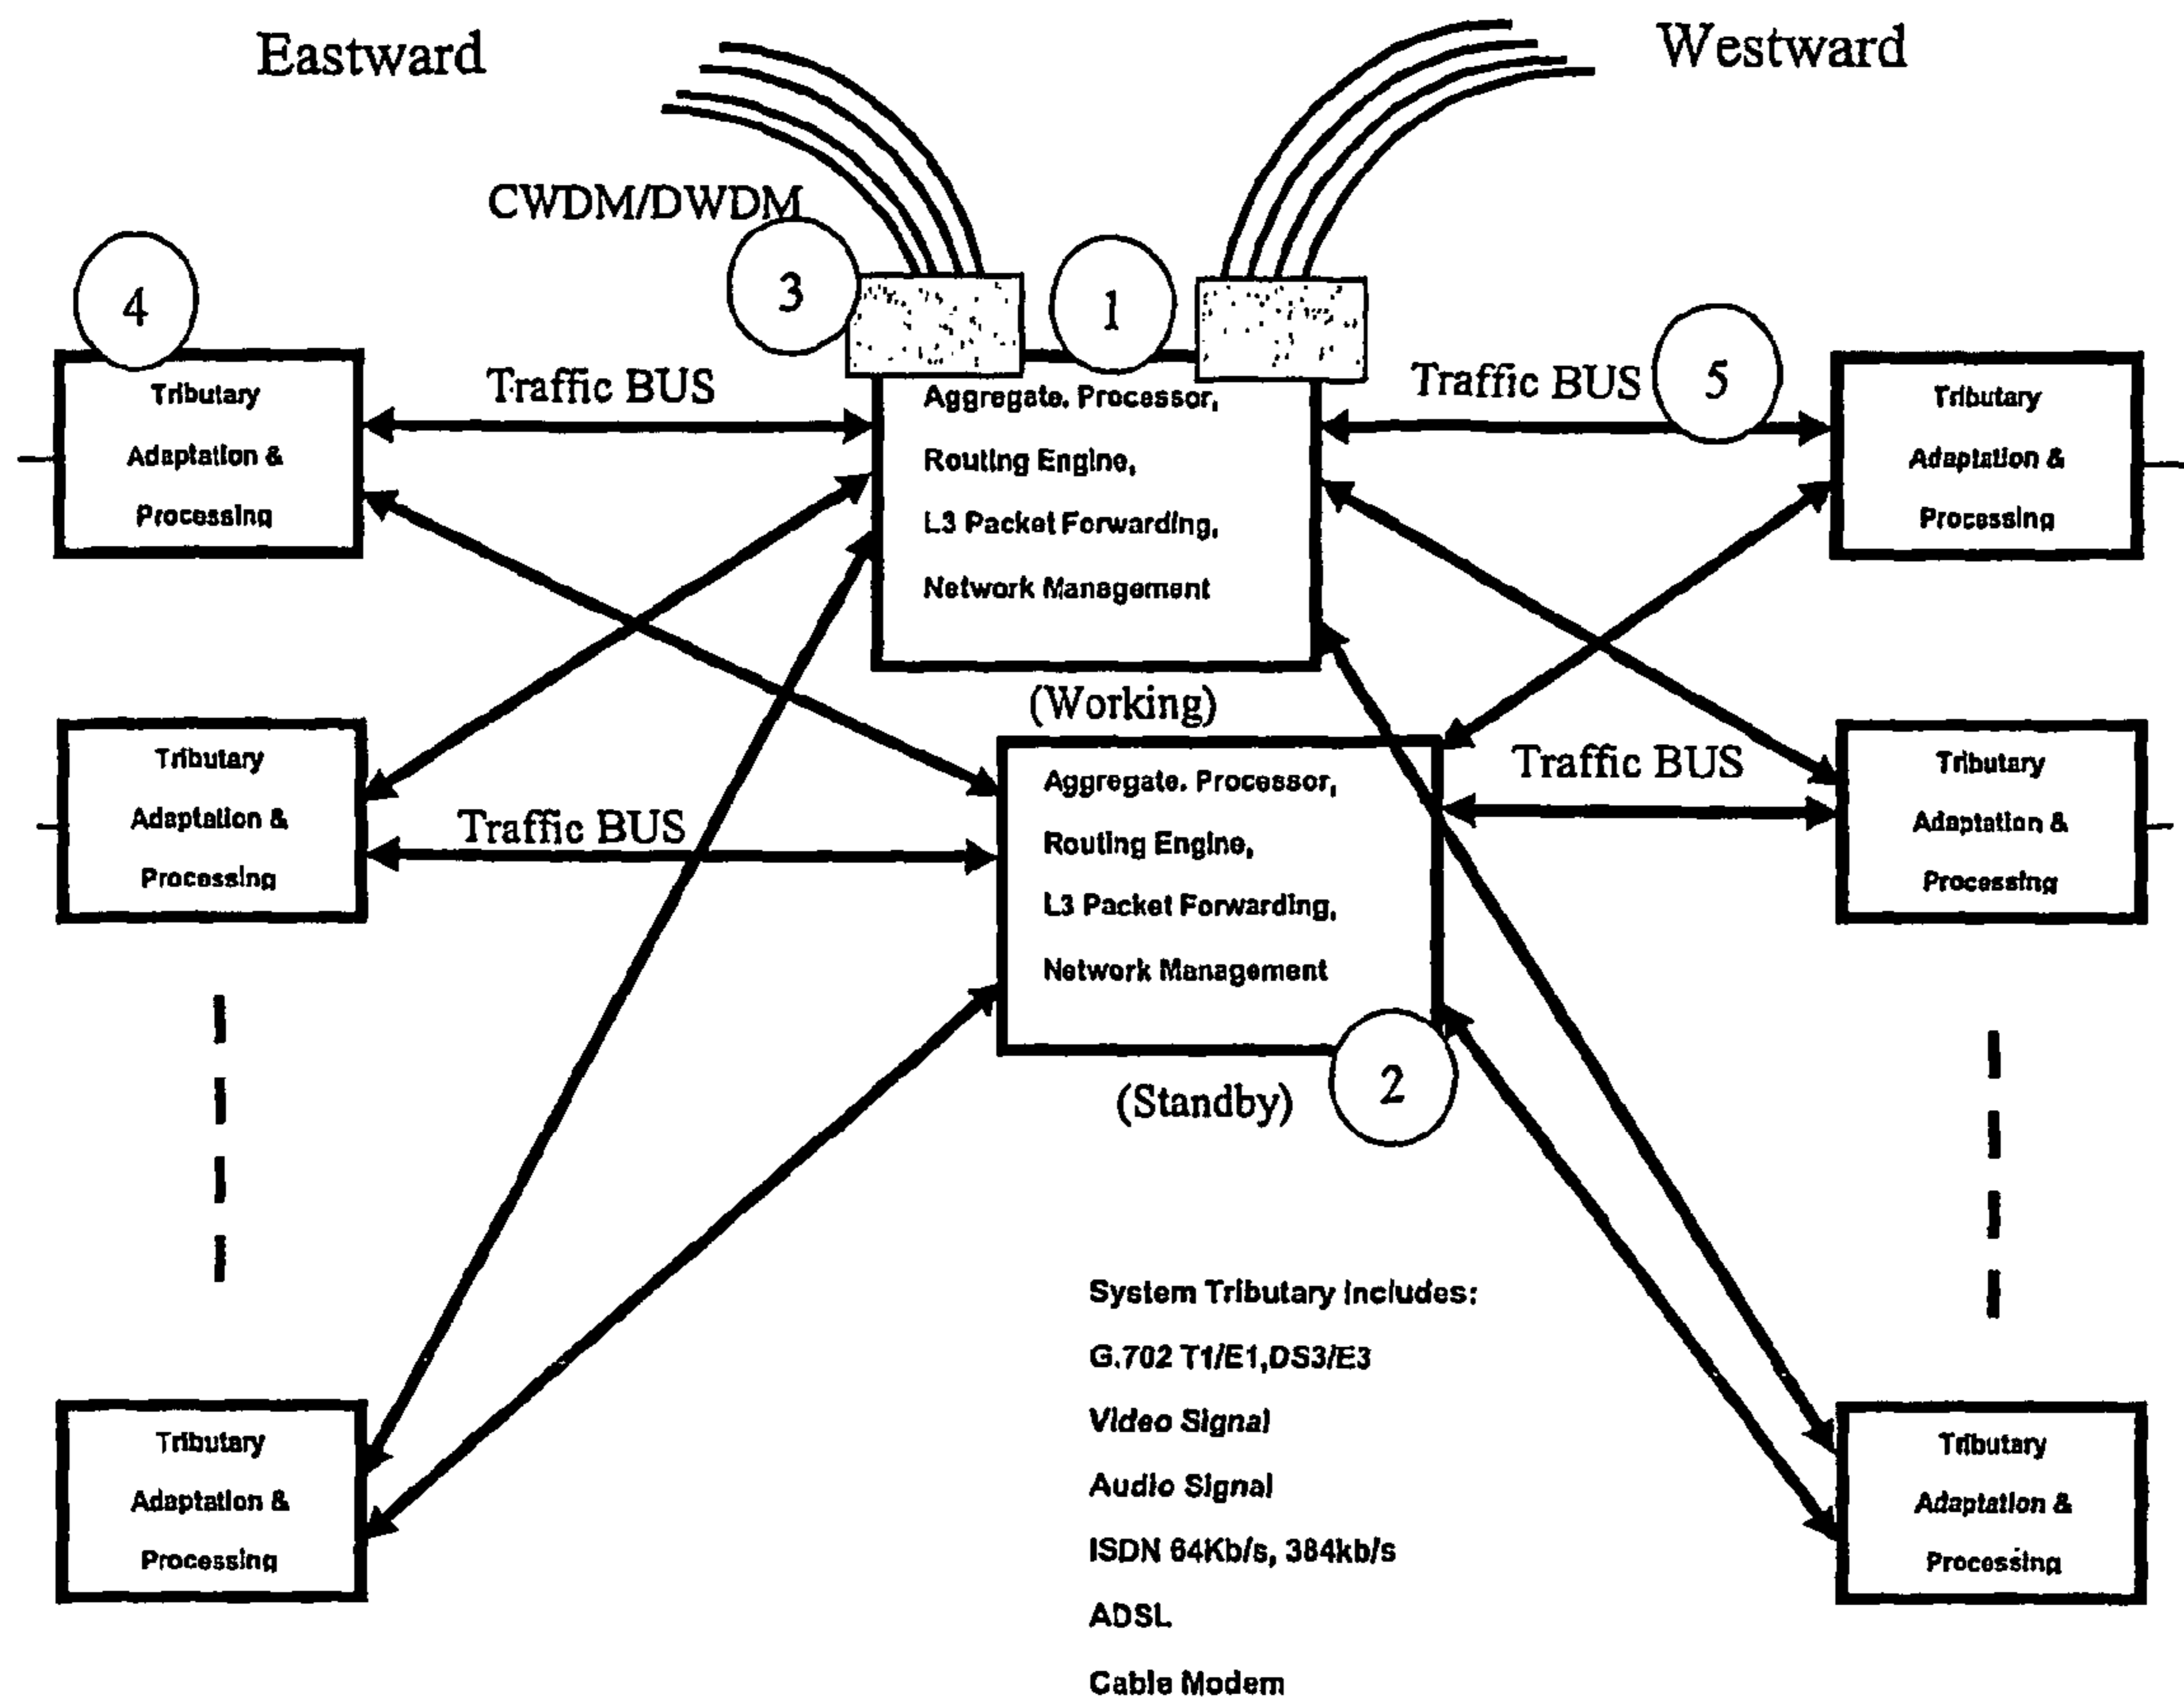 Eastward
Westward
CWDM/DWDM
3
1
4
5
Tributary
Adaptation &
Processing
Traffic BUS
Aggregate. Processor,
Routing Engine,
L3 Packet Forwarding,
Network Management
(Working)
Traffic BUS
Tributary
Adaptation &
Processing
Tributary
Adaptation &
Processing
Traffic BUS
Aggregate. Processor,
Routing Engine,
L3 Packet Forwarding,
Network Management
(Standby)
2
Traffic BUS
Tributary
Adaptation &
Processing
Tributary
Adaptation &
Processing
System Tributary Includes:
G.702 T1/E1,DS3/E3
Video Signal
Audio Signal
ISDN 64Kb/s, 384kb/s
ADSL
Cable Modem
Tributary
Adaptation &
Processing